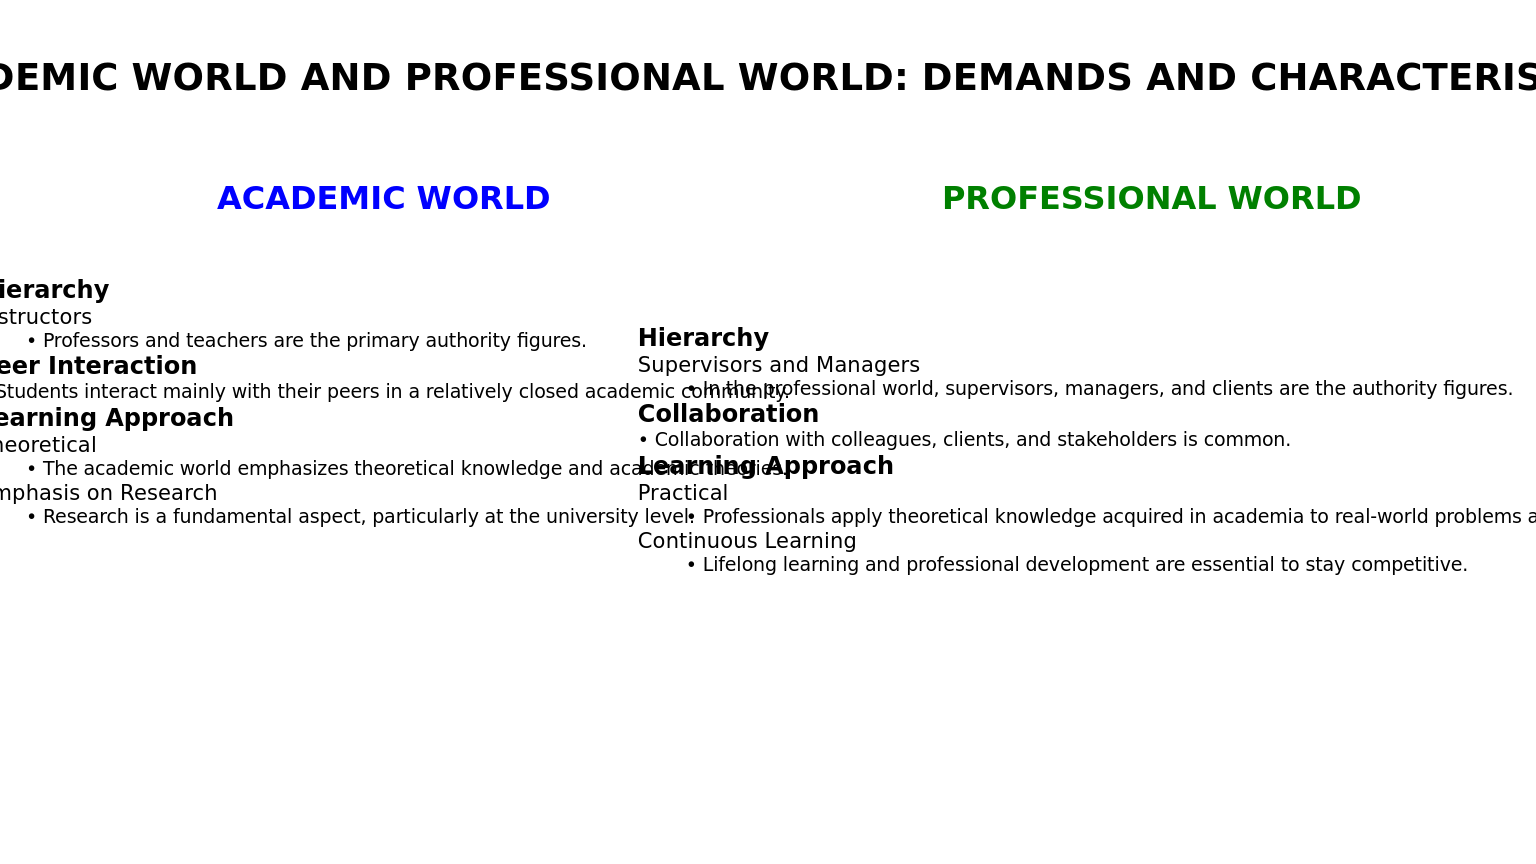 DEMIC WORLD AND PROFESSIONAL WORLD: DEMANDS AND CHARACTERIS
ACADEMIC WORLD
ierarchy
structors
• Professors and teachers are the primary authority figures.
eer Interaction
Students interact mainly with their peers in a relatively closed academic community.
earning Approach
heoretical
• The academic world emphasizes theoretical knowledge and academic theories.
mphasis on Research
• Research is a fundamental aspect, particularly at the university level.
PROFESSIONAL WORLD
Hierarchy
Supervisors and Managers
• In the professional world, supervisors, managers, and clients are the authority figures.
Collaboration
• Collaboration with colleagues, clients, and stakeholders is common.
Learning Approach
Practical
• Professionals apply theoretical knowledge acquired in academia to real-world problems a
Continuous Learning
• Lifelong learning and professional development are essential to stay competitive.